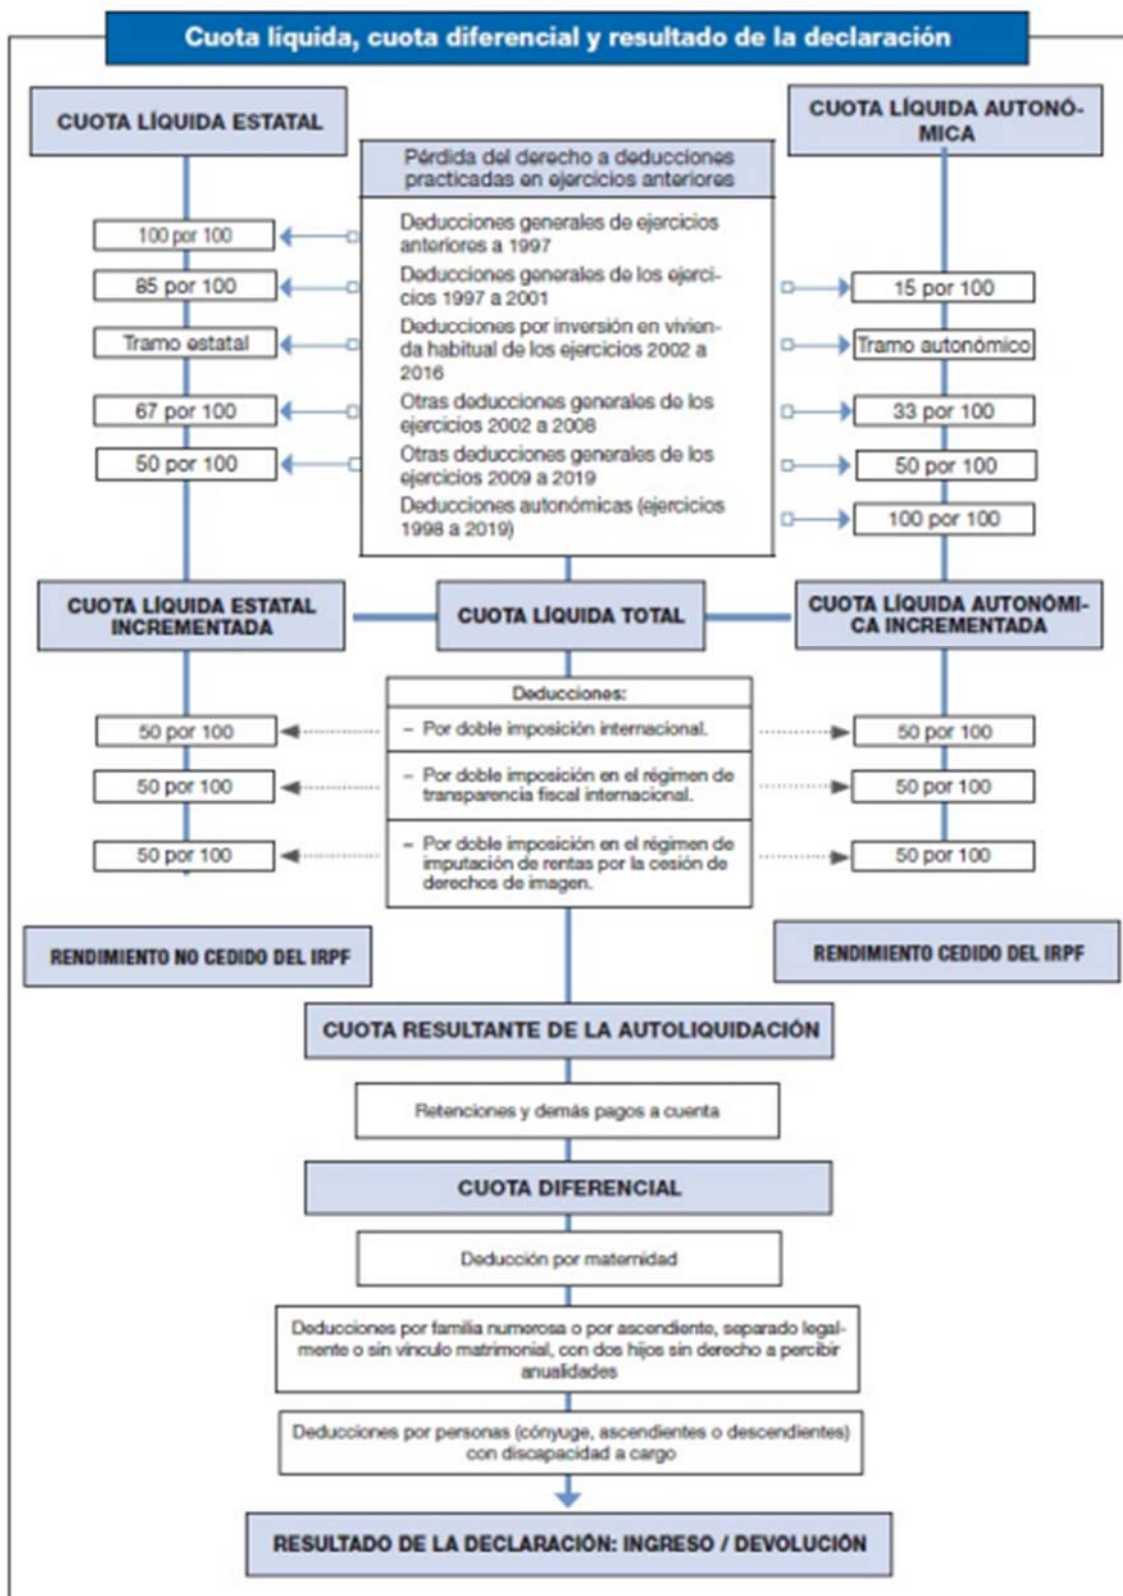 Cuota líquida, cuota diferencial y resultado de la declaración
CUOTA LÍQUIDA ESTATAL
CUOTA LÍQUIDA AUTONÓ-
MICA
Pérdida del derecho a deducciones
practicadas en ejercicios anteriores
100 por 100
Deducciones generales de ejercicios
anteriores a 1997
85 por 100
Deducciones generales de los ejerci-
cios 1997 a 2001
15 por 100
Tramo estatal
Deducciones por inversión en vivien-
da habitual de los ejercicios 2002 a
2016
Tramo autonómico
67 por 100
Otras deducciones generales de los
ejercicios 2002 a 2008
33 por 100
50 por 100
Otras deducciones generales de los
ejercicios 2009 a 2019
50 por 100
Deducciones autonómicas (ejercicios
1998 a 2019)
100 por 100
CUOTA LÍQUIDA ESTATAL
INCREMENTADA
CUOTA LÍQUIDA TOTAL
CUOTA LÍQUIDA AUTONÓMI-
CA INCREMENTADA
Deducciones:
50 por 100
– Por doble imposición internacional.
50 por 100
50 por 100
– Por doble imposición en el régimen de
transparencia fiscal internacional.
50 por 100
50 por 100
– Por doble imposición en el régimen de
imputación de rentas por la cesión de
derechos de imagen.
50 por 100
RENDIMIENTO NO CEDIDO DEL IRPF
RENDIMIENTO CEDIDO DEL IRPF
CUOTA RESULTANTE DE LA AUTOLIQUIDACIÓN
Retenciones y demás pagos a cuenta
CUOTA DIFERENCIAL
Deducción por maternidad
Deducciones por familia numerosa o por ascendiente, separado legal-
mente o sin vínculo matrimonial, con dos hijos sin derecho a percibir
anualidades
Deducciones por personas (cónyuge, ascendientes o descendientes)
con discapacidad a cargo
RESULTADO DE LA DECLARACIÓN: INGRESO / DEVOLUCIÓN